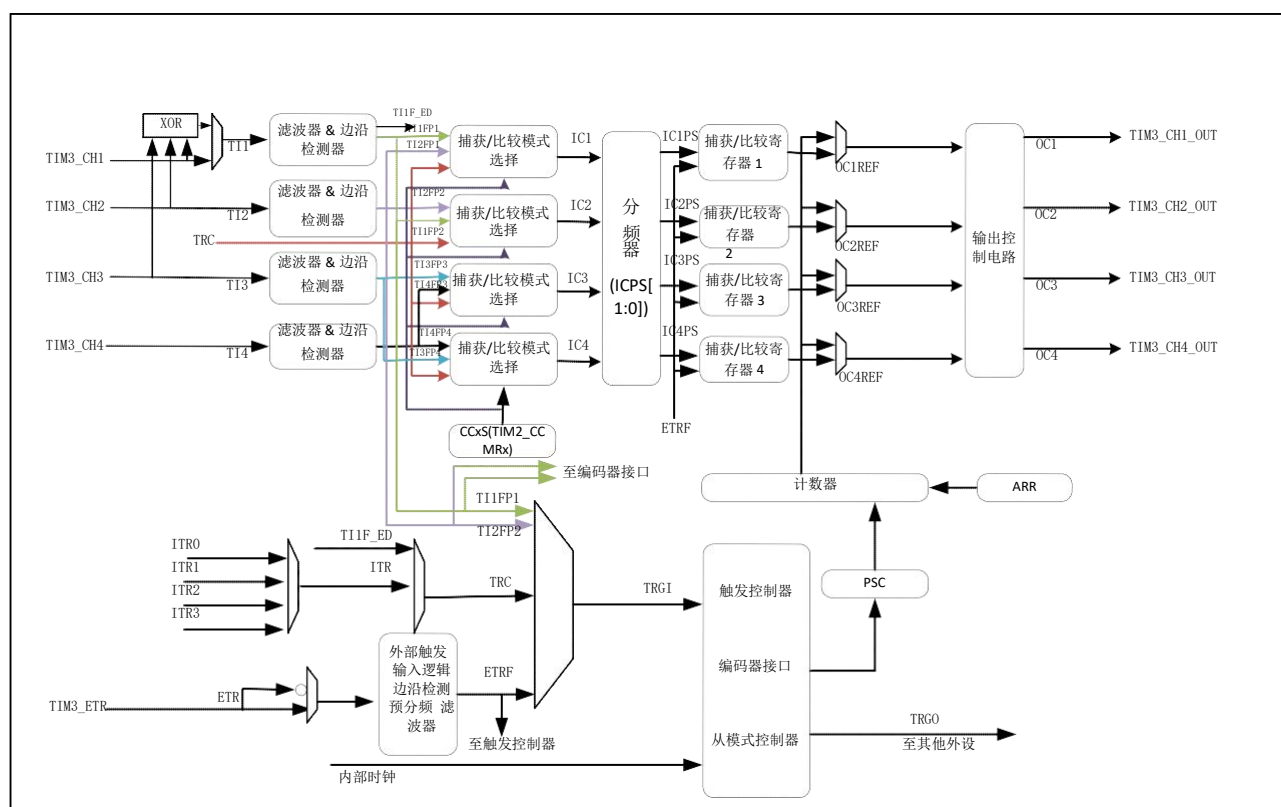 TI1F_ED
XOR
滤波器 & 边沿
检测器
TI1FP1
TI2FP1
捕获/比较模式
选择
IC1
IC1PS
捕获/比较寄
存器 1
OC1REF
OC1
TIM3_CH1_OUT
TI1
TIM3_CH1
TIM3_CH2
TI2
滤波器 & 边沿
检测器
TI2FP2
TI1FP2
捕获/比较模式
选择
IC2
IC2PS
捕获/比较寄
存器
2
OC2REF
OC2
TIM3_CH2_OUT
TRC
TIM3_CH3
TI3
滤波器 & 边沿
检测器
TI3FP3
TI4FP3
捕获/比较模式
选择
IC3
IC3PS
捕获/比较寄
存器 3
OC3REF
OC3
TIM3_CH3_OUT
TIM3_CH4
TI4
滤波器 & 边沿
检测器
TI4FP4
TI3FP4
捕获/比较模式
选择
IC4
IC4PS
捕获/比较寄
存器 4
OC4REF
OC4
TIM3_CH4_OUT
分
频
器
(ICPS[
1:0])
输出控
制电路
ETRF
CCxS(TIM2_CC
MRx)
至编码器接口
计数器
ARR
TI1FP1
TI2FP2
TI1F_ED
ITR0
ITR1
ITR2
ITR3
ITR
TRC
TRGI
触发控制器
PSC
编码器接口
外部触发
输入逻辑
边沿检测
预分频 滤
波器
ETRF
ETR
TIM3_ETR
至触发控制器
从模式控制器
TRGO
至其他外设
内部时钟